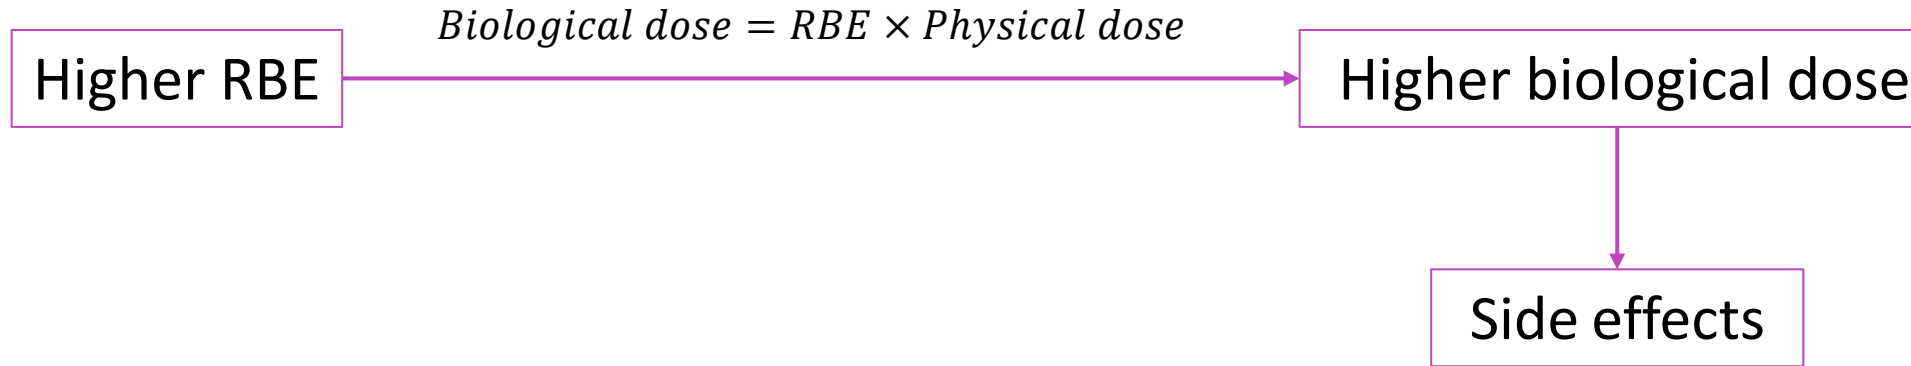 Biological dose = RBE × Physical dose
Higher RBE
Higher biological dose
Side effects